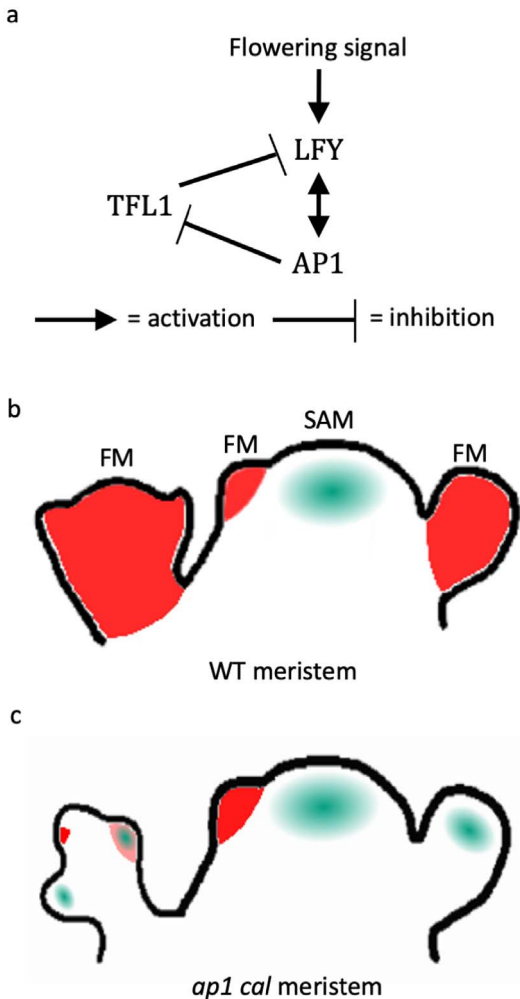 a
Flowering signal
LFY
TFL1
AP1
= activation = inhibition
b
SAM
FM FM FM
WT meristem
c
ap1 cal meristem